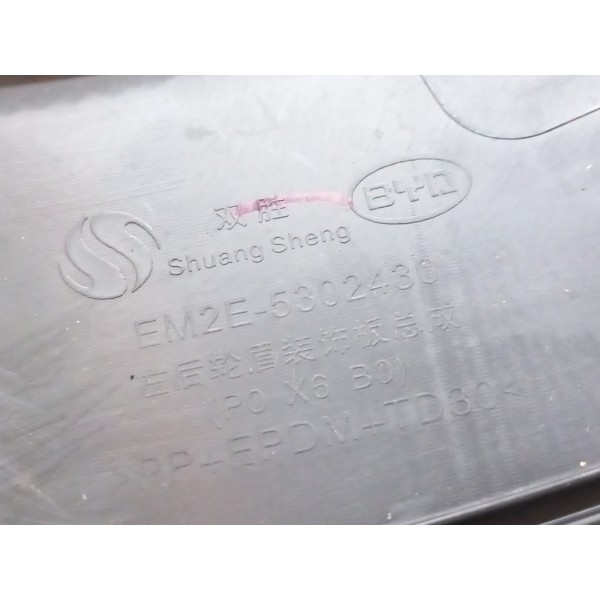 双胜
BYD
Shuang Sheng
EM2E-5302430
左后轮眉装饰板总成
(P0 X6 B0)
>PP+EPDM+TD30<